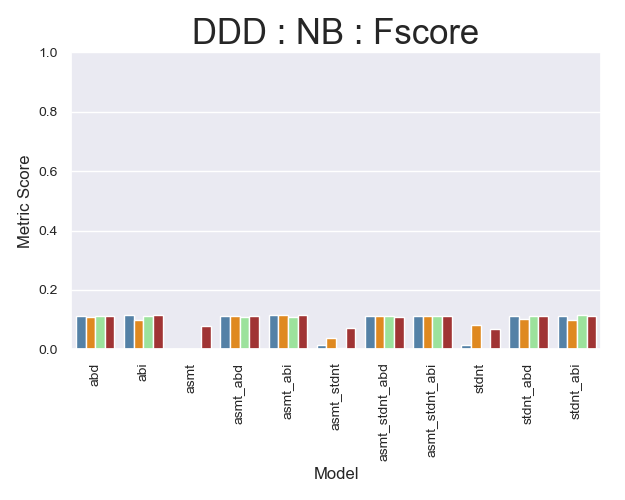 DDD : NB : Fscore
1.0
0.8
0.6
0.4
0.2
0.0
Metric Score
abd
abi
asmt
asmt_abd
asmt_abi
asmt_stdnt
asmt_stdnt_abd
asmt_stdnt_abi
stdnt
stdnt_abd
stdnt_abi
Model